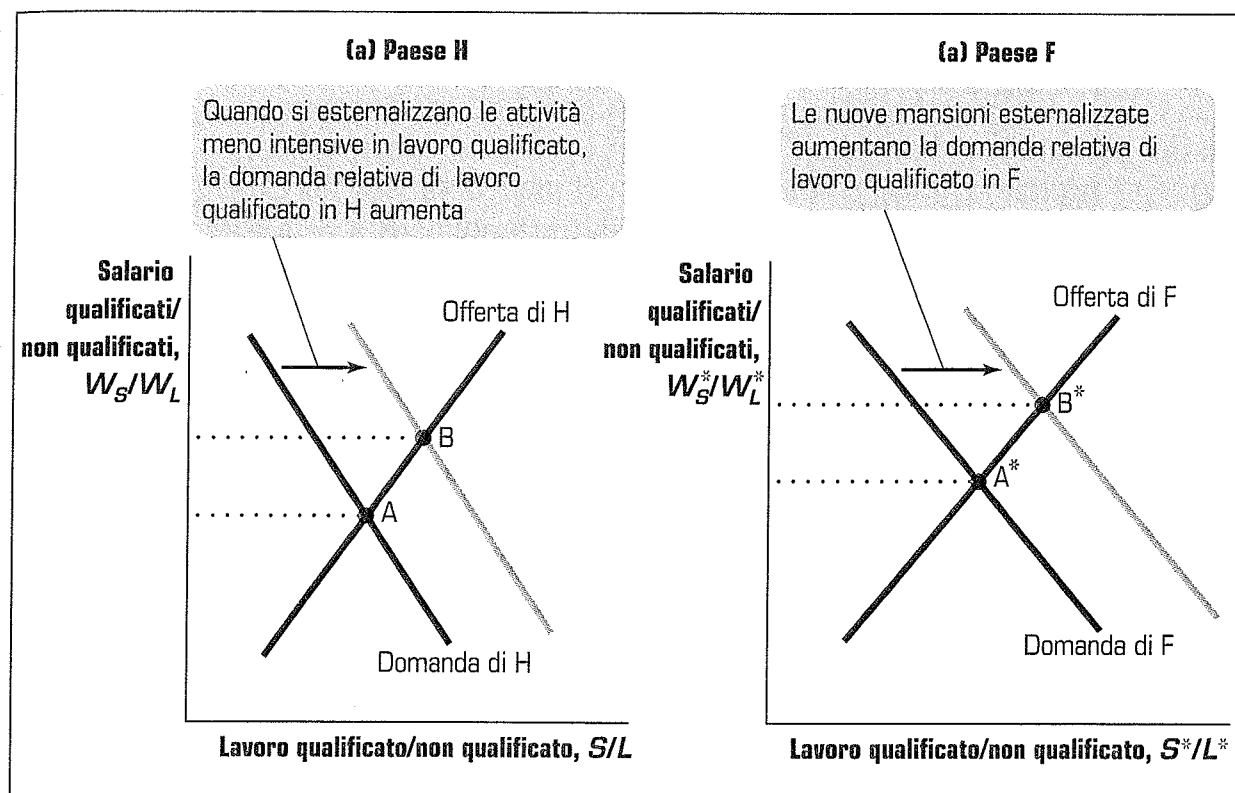 (a) Paese H
Quando si esternalizzano le attività
meno intensive in lavoro qualificato,
la domanda relativa di lavoro
qualificato in H aumenta
Salario
qualificati/
non qualificati,
W_S/W_L
Offerta di H
B
A
Domanda di H
Lavoro qualificato/non qualificato, S/L
(a) Paese F
Le nuove mansioni esternalizzate
aumentano la domanda relativa di
lavoro qualificato in F
Salario
qualificati/
non qualificati,
W*_S/W*_L
Offerta di F
B*
A*
Domanda di F
Lavoro qualificato/non qualificato, S*/L*